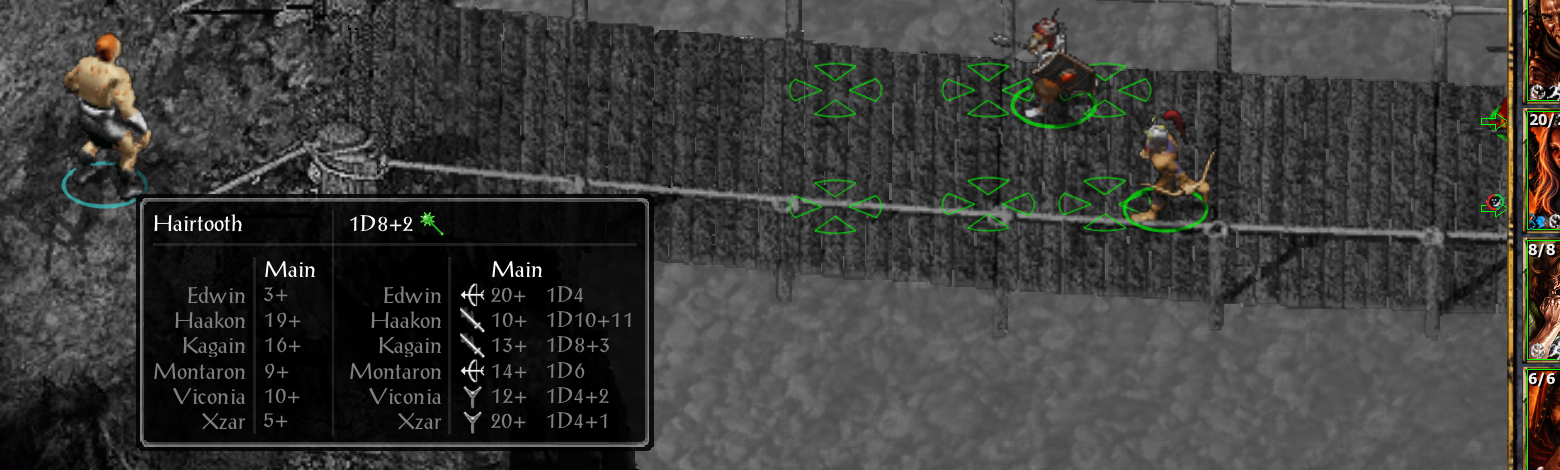 Hairtooth 1D8+2
Main Main
Edwin 3+ Edwin 20+ 1D4
Haakon 19+ Haakon 10+ 1D10+11
Kagain 16+ Kagain 13+ 1D8+3
Montaron 9+ Montaron 14+ 1D6
Viconia 10+ Viconia 12+ 1D4+2
Xzar 5+ Xzar 20+ 1D4+1
20/
8/8
6/6